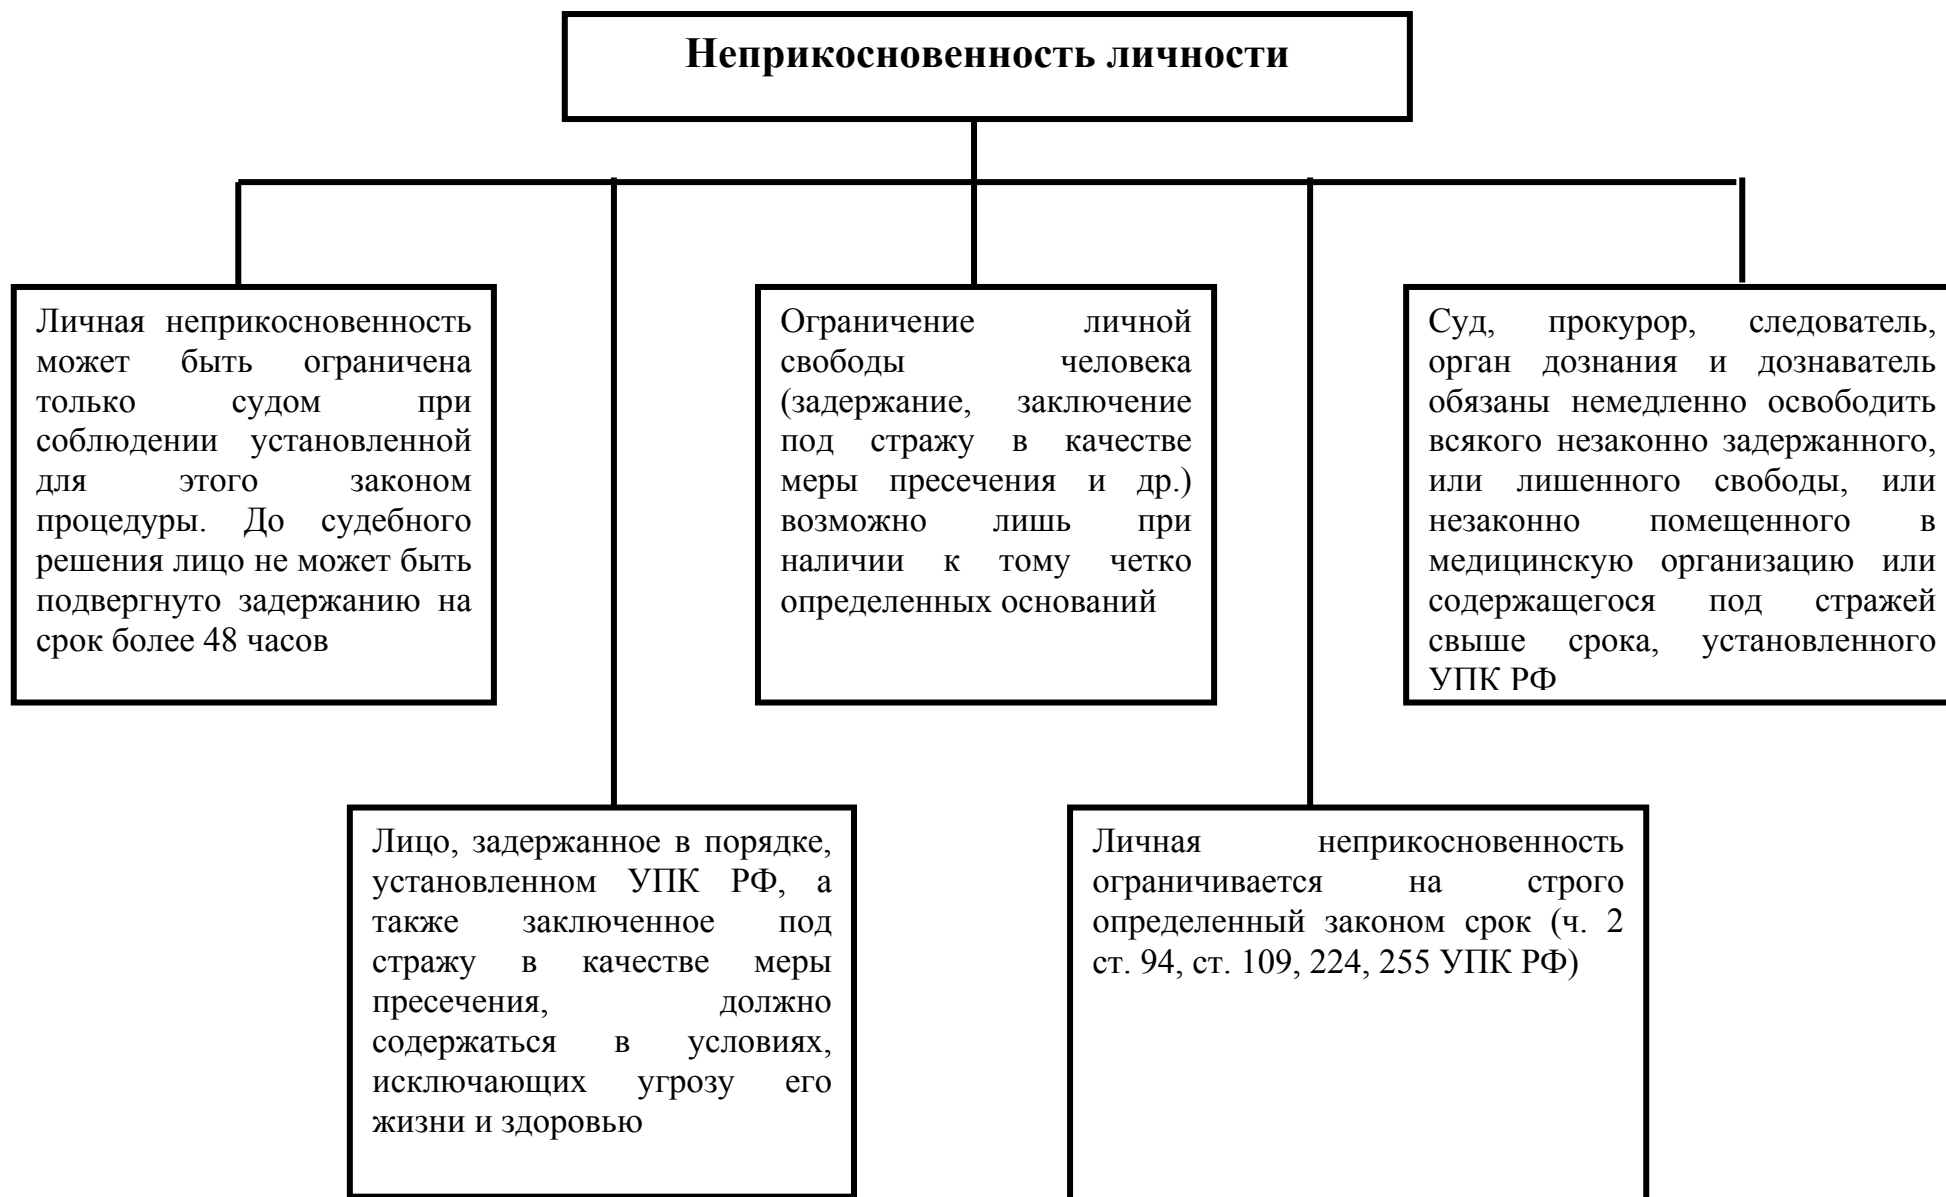 Неприкосновенность личности
Личная неприкосновенность
может быть ограничена
только судом при
соблюдении установленной
для этого законом
процедуры. До судебного
решения лицо не может быть
подвергнуто задержанию на
срок более 48 часов
Ограничение личной
свободы человека
(задержание, заключение
под стражу в качестве
меры пресечения и др.)
возможно лишь при
наличии к тому четко
определенных оснований
Суд, прокурор, следователь,
орган дознания и дознаватель
обязаны немедленно освободить
всякого незаконно задержанного,
или лишенного свободы, или
незаконно помещенного в
медицинскую организацию или
содержащегося под стражей
свыше срока, установленного
УПК РФ
Лицо, задержанное в порядке,
установленном УПК РФ, а
также заключенное под
стражу в качестве меры
пресечения, должно
содержаться в условиях,
исключающих угрозу его
жизни и здоровью
Личная неприкосновенность
ограничивается на строго
определенный законом срок (ч. 2
ст. 94, ст. 109, 224, 255 УПК РФ)